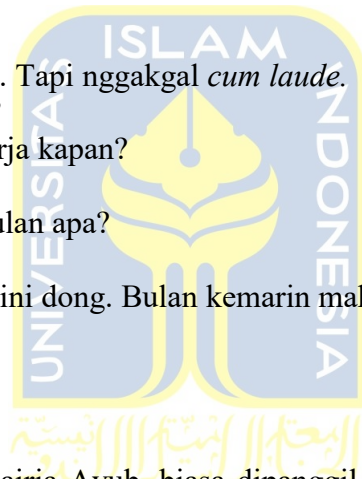 ISLAM
. Tapi nggakgal cum laude.
rja kapan?
ulan apa?
ini dong. Bulan kemarin mal
UNIVERSITAS
INDONESIA
Ayub, biasa dipanggil